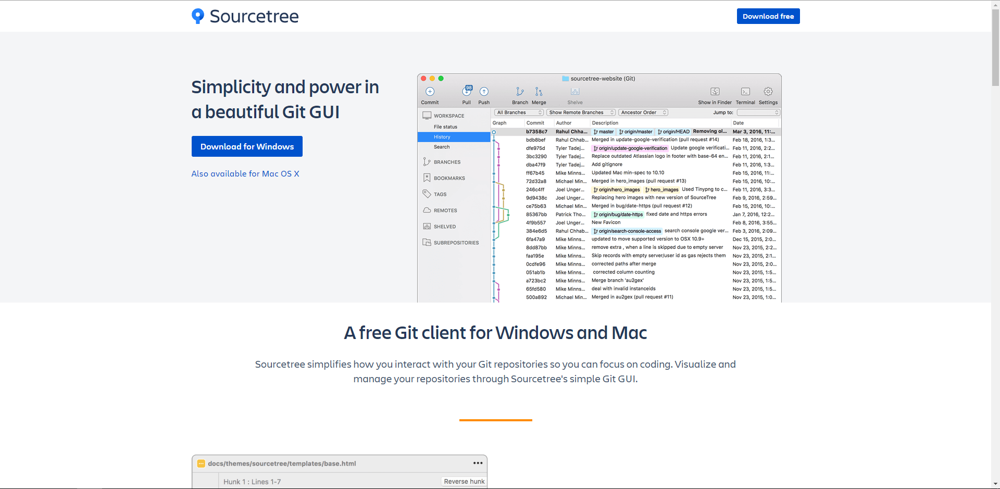 Sourcetree
Download free
Simplicity and power in
a beautiful Git GUI
Download for Windows
Also available for Mac OS X
sourcetree-website (Git)
98
Commit Pull Push Branch Merge Shelve Show in Finder Terminal Settings
WORKSPACE
File status
History
Search
BRANCHES
BOOKMARKS
TAGS
REMOTES
SHELVED
SUBREPOSITORIES
All Branches Show Remote Branches Ancestor Order Jump to:
Graph Commit Author Description Date
b7358c7 Rahul Chha... master origin/master origin/HEAD Removing ol... Mar 3, 2016, 11:...
bdb8bef Rahul Chhab... Merged in update-google-verification (pull request #14) Feb 18, 2016, 1:3...
dfe975d Tyler Tadej... origin/update-google-verification Update google verificati... Feb 11, 2016, 2:2...
3bc3290 Tyler Tadej... Replace outdated Atlassian logo in footer with base-64 en... Feb 11, 2016, 2:1...
dba47f9 Tyler Tadej... Add gitignore Feb 11, 2016, 1:3...
ff67b45 Mike Minns... Updated Mac min-spec to 10.10 Feb 15, 2016, 11:...
72d32a8 Michael Min... Merged in hero_images (pull request #13) Feb 15, 2016, 10:...
246c4ff Joel Unger... origin/hero_images hero_images Used Tinypng to c... Feb 11, 2016, 3:3...
9d9438c Joel Unger... Replacing hero images with new version of SourceTree Feb 9, 2016, 2:59...
ce75b63 Michael Min... Merged in bug/date-https (pull request #12) Feb 15, 2016, 10:...
85367bb Patrick Tho... origin/bug/date-https fixed date and https errors Jan 7, 2016, 12:2...
4f9b557 Joel Unger... New Favicon Feb 8, 2016, 3:55...
384e6d5 Rahul Chhab... origin/search-console-access search console google ver... Feb 3, 2016, 2:09...
6fa47a9 Mike Minns... updated to move supported version to OSX 10.9+ Dec 15, 2015, 2:0...
8dd87bb Mike Minns... remove extra , when a line is skipped due to empty server Nov 23, 2015, 2:2...
faa195e Mike Minns... Skip records with empty server/user id as gas rejects them Nov 23, 2015, 2:1...
0cdfe96 Mike Minns... corrected paths after merge Nov 23, 2015, 2:0...
051ab1b Mike Minns... corrected column counting Nov 23, 2015, 1:5...
a723bc2 Mike Minns... Merge branch 'au2gex' Nov 23, 2015, 1:5...
65fd580 Mike Minns... deal with invalid instanceids Nov 23, 2015, 1:5...
500a892 Michael Min... Merged in au2gex (pull request #11) Nov 23, 2015, 1:0...
A free Git client for Windows and Mac
Sourcetree simplifies how you interact with your Git repositories so you can focus on coding. Visualize and
manage your repositories through Sourcetree's simple Git GUI.
docs/themes/sourcetree/templates/base.html
Hunk 1 : Lines 1-7 Reverse hunk